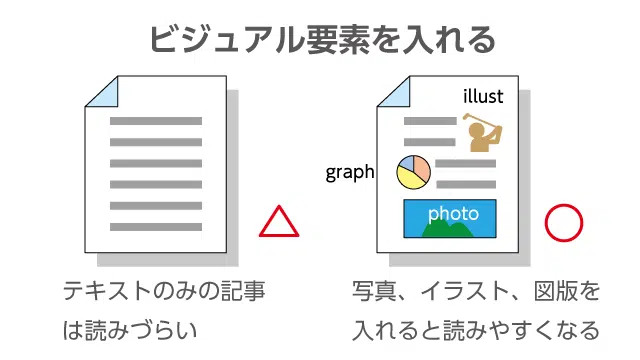 ビジュアル要素を入れる
illust
graph
photo
テキストのみの記事
は読みづらい
写真、イラスト、図版を
入れると読みやすくなる